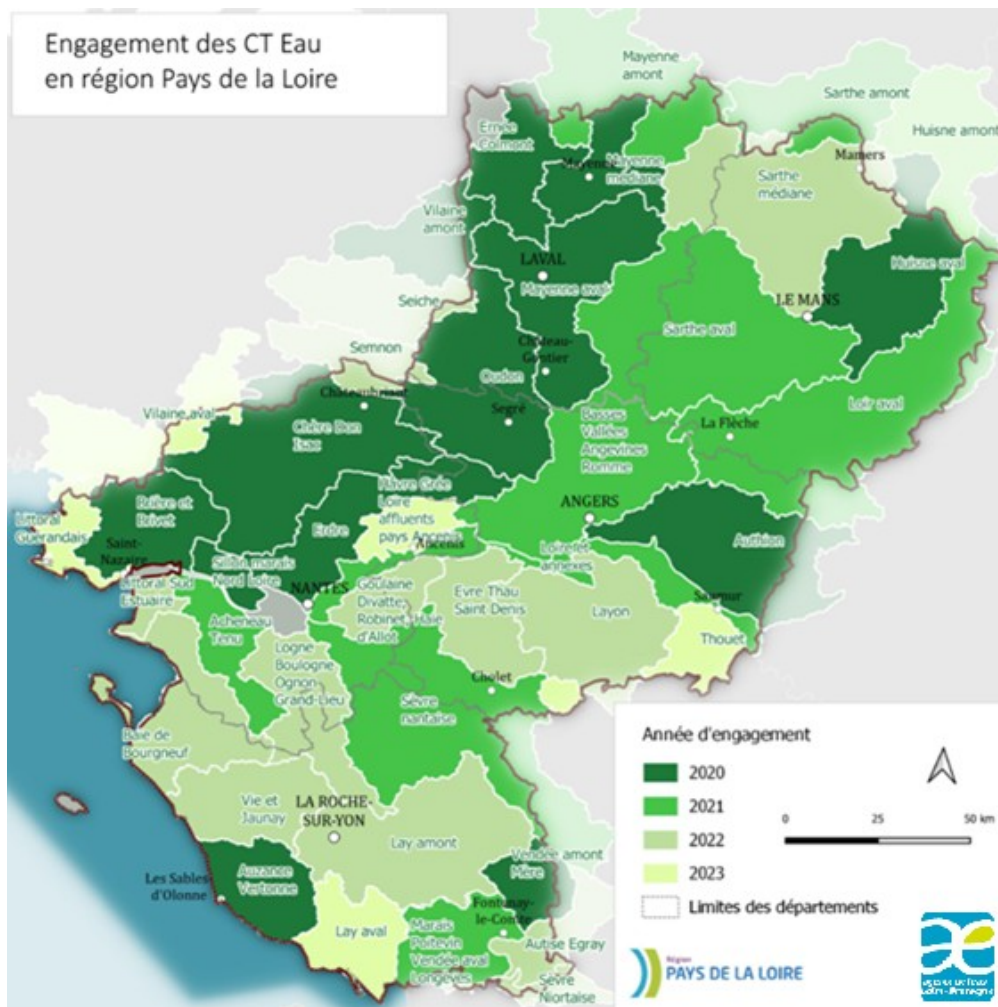 Engagement des CT Eau
en région Pays de la Loire
Mayenne
amont
Sarthe amont
Huisne amont
Ernée
Colmont
Mayenne
Mayenne
médiane
Mamers
Sarthe
médiane
Vilaine
amont
LAVAL
Mayenne aval
Huisne aval
Seiche
LE MANS
Sarthe aval
Semnon
Château-
Gontier
Oudon
Châteaubriant
Segré
Loir aval
Vilaine aval
Chère Don
Isac
Basses
Vallées
Angevines
Romme
La Flèche
Hâvre Grée
Loire
affluents
pays Ancenis
ANGERS
Brière et
Brivet
Littoral
Guérandais
Erdre
Ancenis
Authion
Saint-
Nazaire
Sillon marais
Nord Loire
Loire et
annexes
Littoral Sud
Estuaire
NANTES
Goulaine
Divatte,
Robinet, Haie
d'Allot
Evre Thau
Saint Denis
Layon
Saumur
Acheneau
Tenu
Thouet
Logne
Boulogne
Ognon
Grand-Lieu
Cholet
Sèvre
nantaise
Baie de
Bourgneuf
Vie et
Jaunay
LA ROCHE-
SUR-YON
Lay amont
Vendée amont
Mère
Auzance
Vertonne
Les Sables-
d'Olonne
Fontenay-
le-Comte
Lay aval
Marais
Poitevin
Vendée aval
Longèves
Autise Egray
Sèvre
Niortaise
Année d'engagement
2020
2021
2022
2023
Limites des départements
0 25 50 km
Région
PAYS DE LA LOIRE
agence de l'eau
Loire-Bretagne